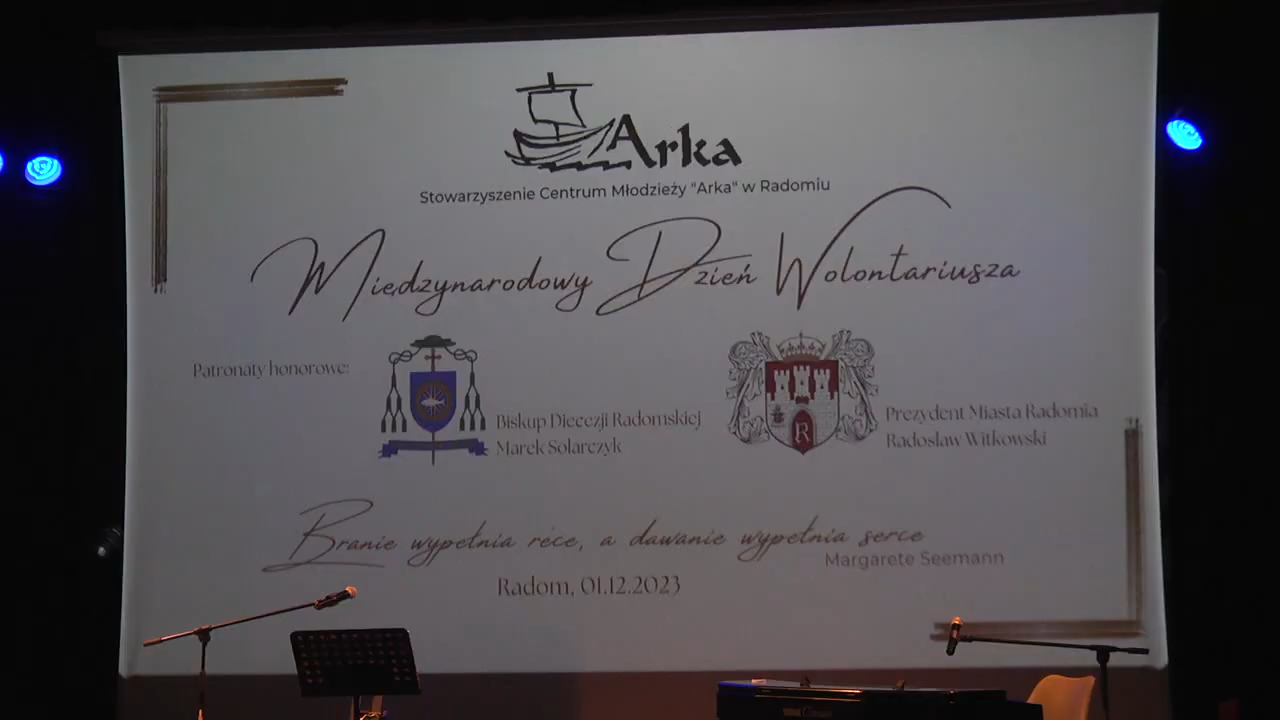 Arka
Stowarzyszenie Centrum Młodzieży "Arka" w Radomiu
Międzynarodowy Dzień Wolontariusza
Patronaty honorowe:
Biskup Diecezji Radomskiej
Marek Solarczyk
R
Prezydent Miasta Radomia
Radosław Witkowski
Branie wypełnia ręce, a dawanie wypełnia serce
Margarete Seemann
Radom, 01.12.2023